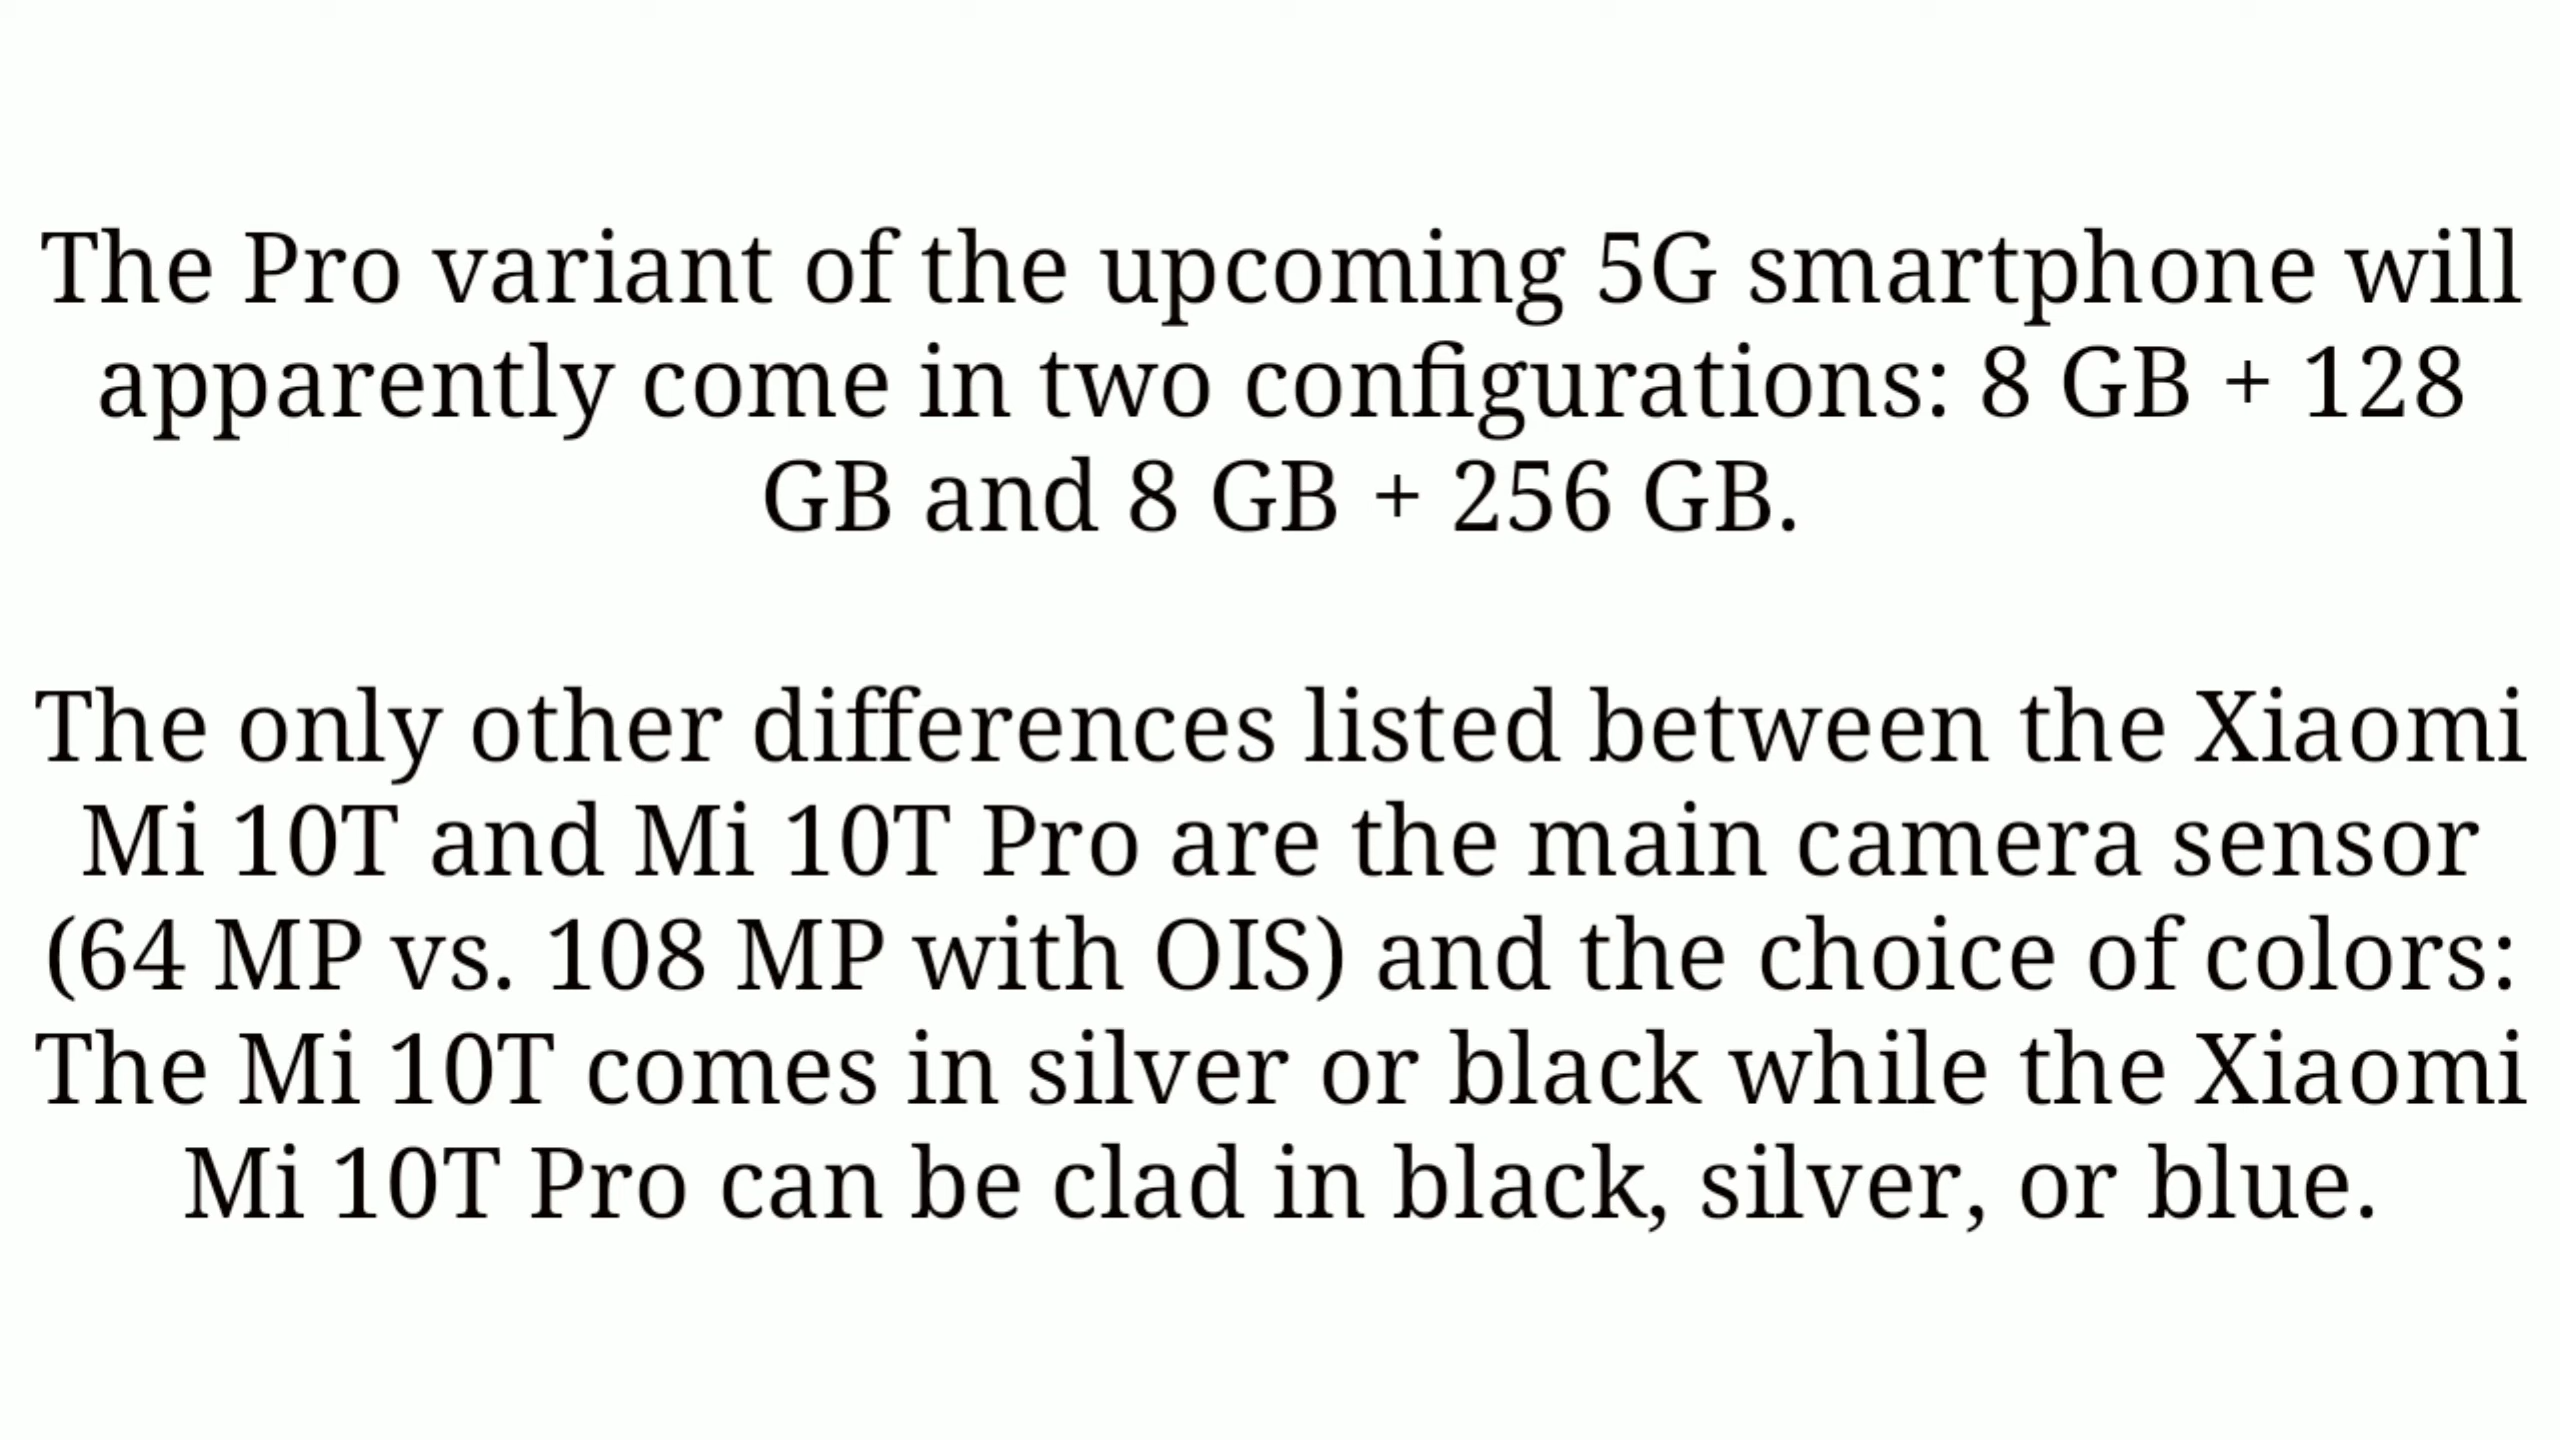 The Pro variant of the upcoming 5G smartphone will
apparently come in two configurations: 8 GB + 128
GB and 8 GB + 256 GB.
The only other differences listed between the Xiaomi
Mi 10T and Mi 10T Pro are the main camera sensor
(64 MP vs. 108 MP with OIS) and the choice of colors:
The Mi 10T comes in silver or black while the Xiaomi
Mi 10T Pro can be clad in black, silver, or blue.